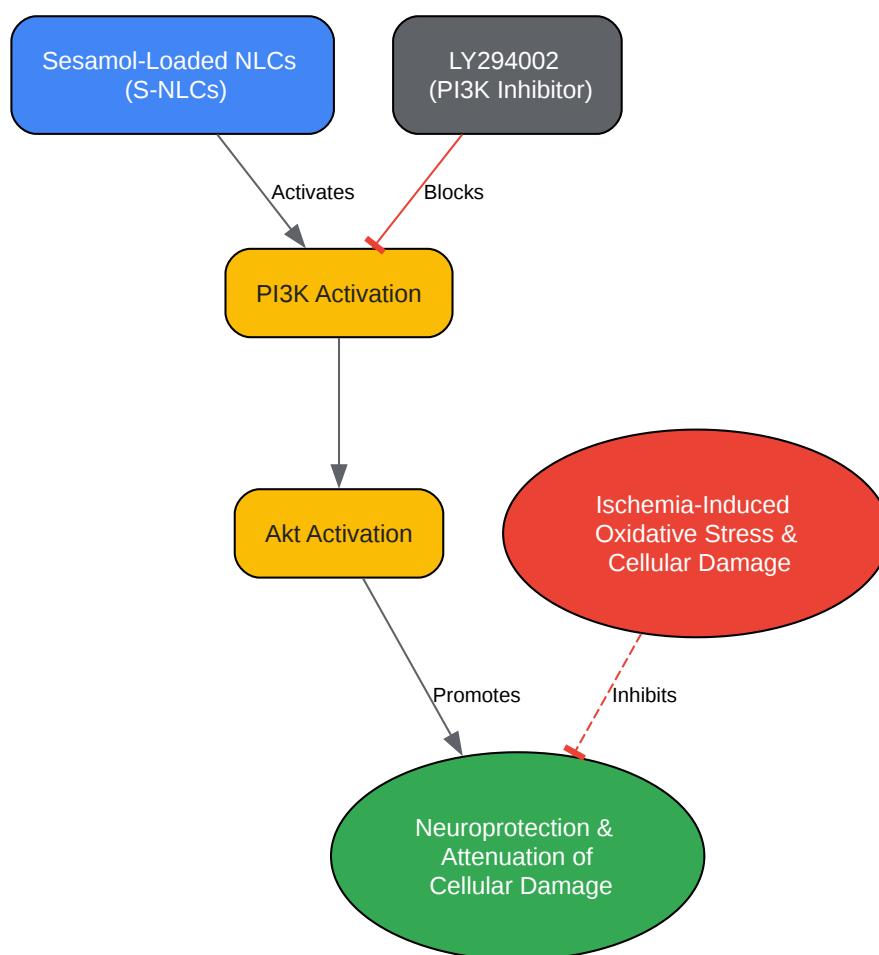 Sesamol-Loaded NLCs
(S-NLCs)
LY294002
(PI3K Inhibitor)
Activates
Blocks
PI3K Activation
Akt Activation
Ischemia-Induced
Oxidative Stress &
Cellular Damage
Promotes
Inhibits
Neuroprotection &
Attenuation of
Cellular Damage